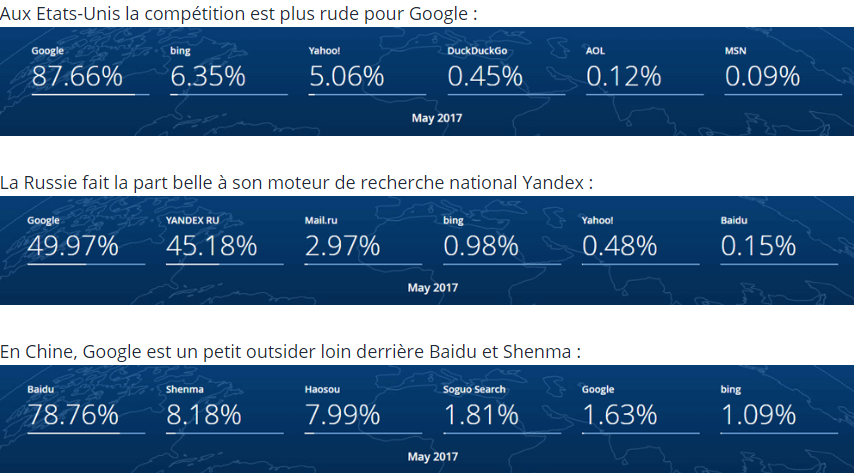 Aux Etats-Unis la compétition est plus rude pour Google :
Google bing Yahoo! DuckDuckGo AOL MSN
87.66% 6.35% 5.06% 0.45% 0.12% 0.09%
May 2017
La Russie fait la part belle à son moteur de recherche national Yandex :
Google YANDEX RU Mail.ru bing Yahoo! Baidu
49.97% 45.18% 2.97% 0.98% 0.48% 0.15%
May 2017
En Chine, Google est un petit outsider loin derrière Baidu et Shenma :
Baidu Shenma Haosou Soguo Search Google bing
78.76% 8.18% 7.99% 1.81% 1.63% 1.09%
May 2017